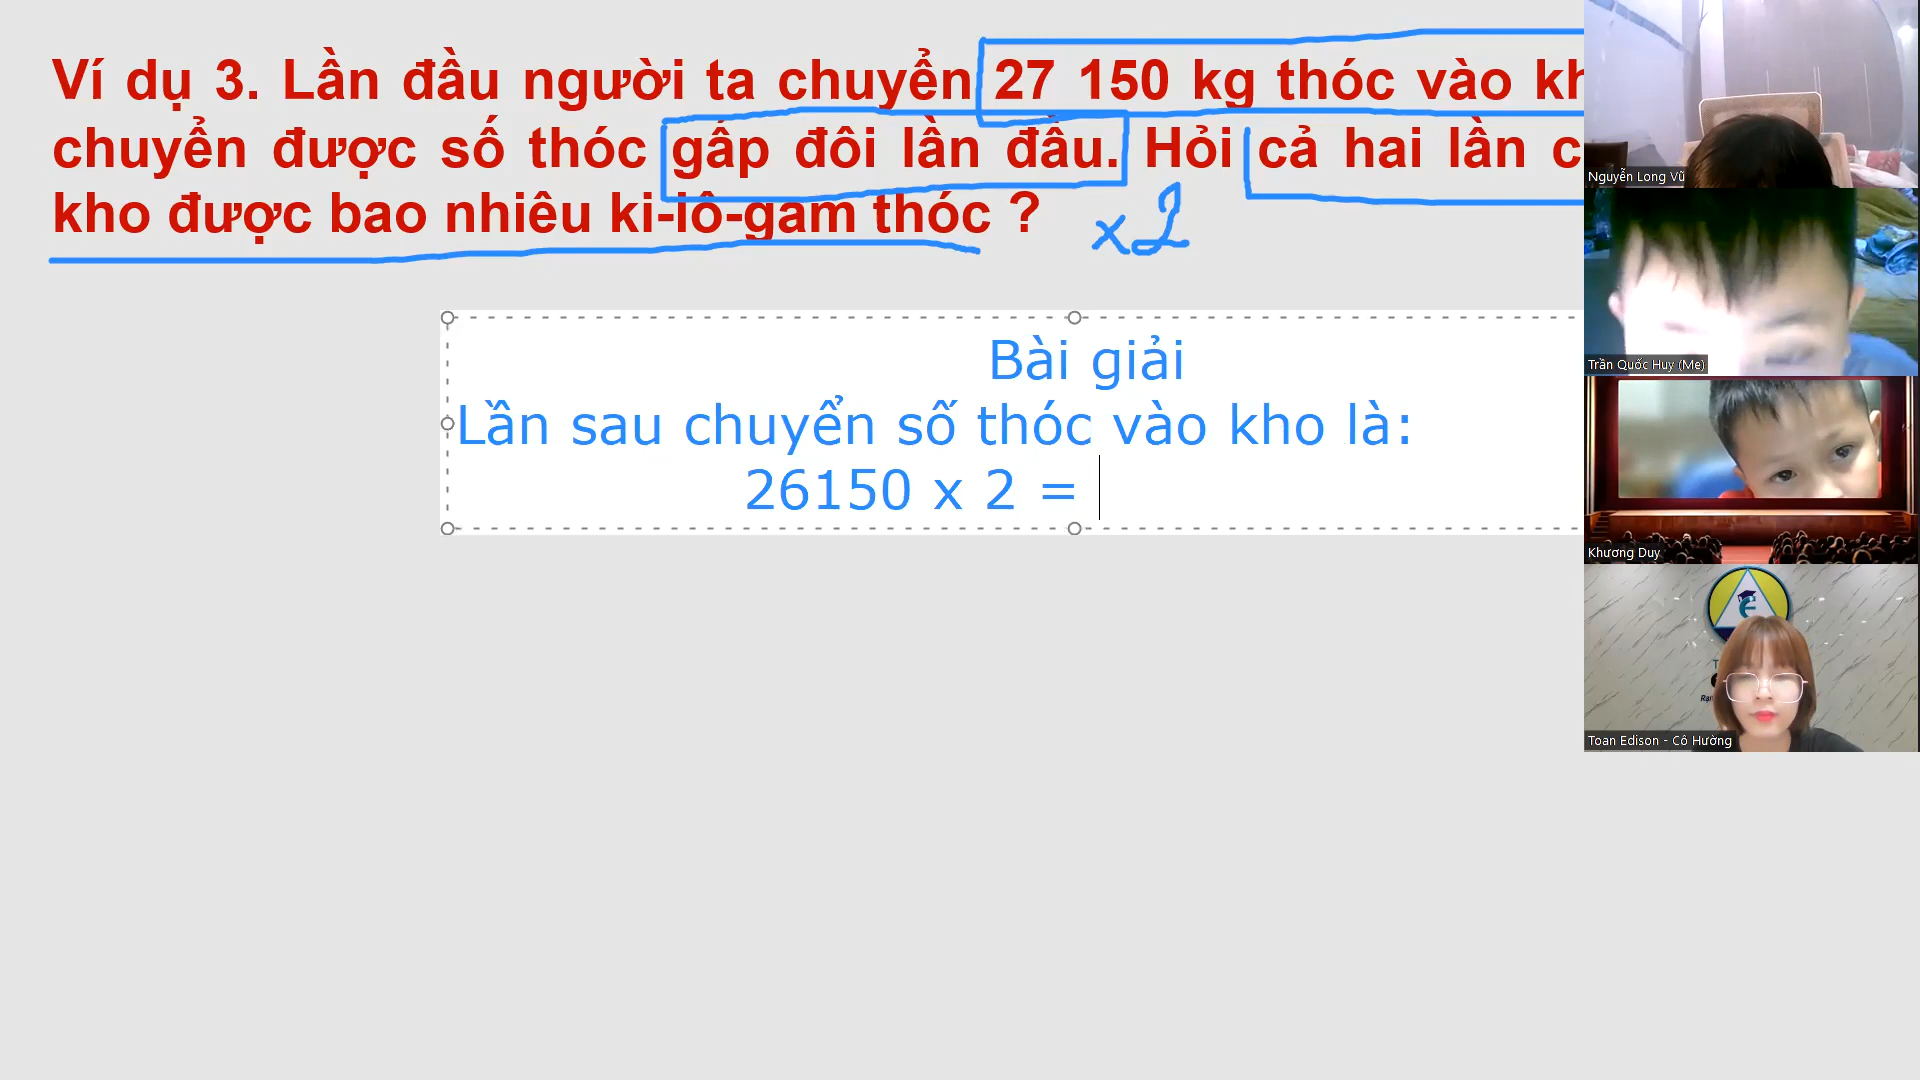 Ví dụ 3. Lần đầu người ta chuyển 27 150 kg thóc vào
chuyển được số thóc gấp đôi lần đầu. Hỏi cả hai lần
kho được bao nhiêu ki-lô-gam thóc ?
x2
Bài giải
Lần sau chuyển số thóc vào kho là:
26150 x 2 =
Nguyễn Long Vũ
Trần Quốc Huy (Me)
Khương Duy
Toan Edison - Cô Hường